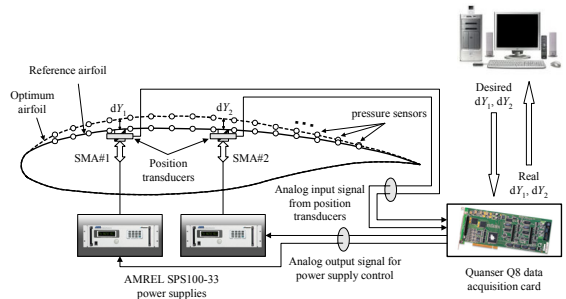 Reference airfoil
Optimum
airfoil
dY1
dY2
...
pressure sensors
SMA#1
Position
transducers
SMA#2
Desired
dY1, dY2
Real
dY1, dY2
Analog input signal
from position
transducers
AMREL SPS100-33
power supplies
Analog output signal for
power supply control
Quanser Q8 data
acquisition card